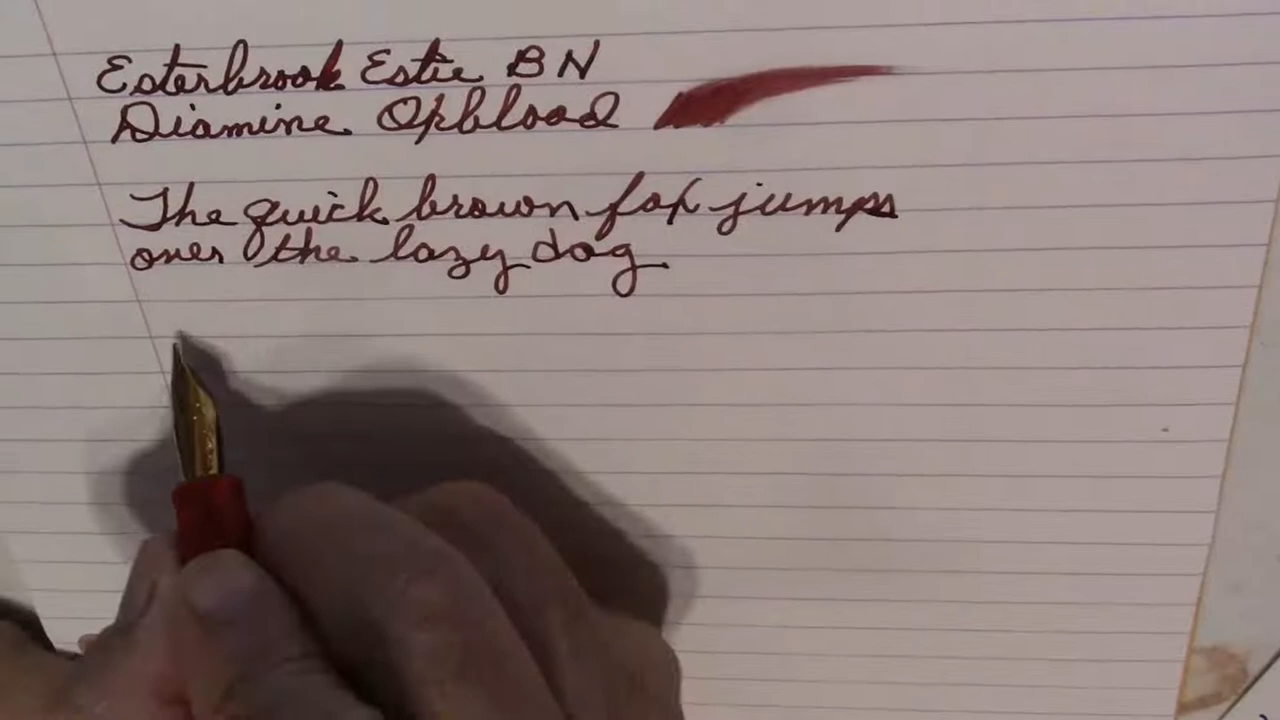 Esterbrook Estie BN
Diamine Oxblood
The quick brown fox jumps
over the lazy dog